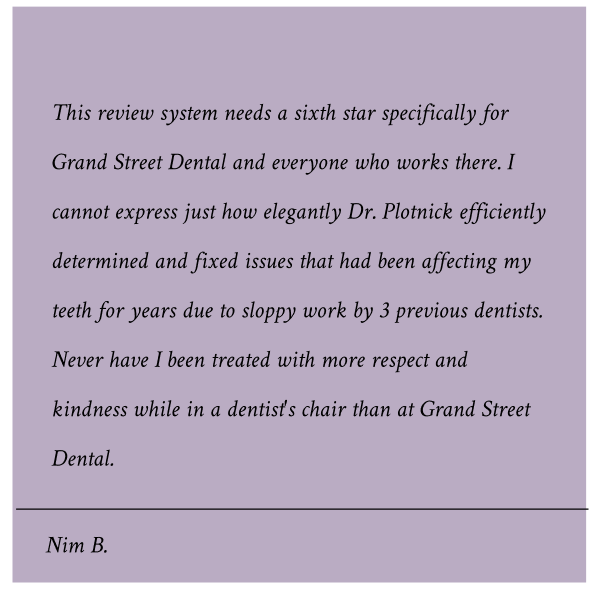 This review system needs a sixth star specifically for
Grand Street Dental and everyone who works there. I
cannot express just how elegantly Dr. Plotnick efficiently
determined and fixed issues that had been affecting my
teeth for years due to sloppy work by 3 previous dentists.
Never have I been treated with more respect and
kindness while in a dentist's chair than at Grand Street
Dental.
Nim B.